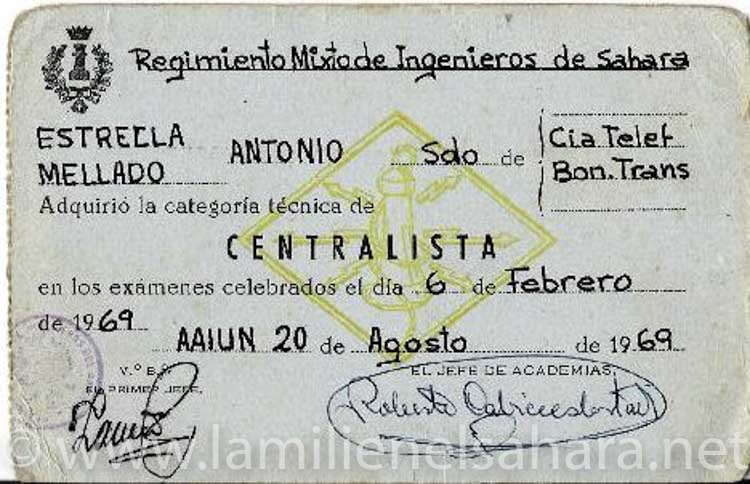 Regimiento Mixto de Ingenieros de Sahara
ESTRELLA MELLADO ANTONIO Sdo de Cia Telef Bon. Trans
Adquirió la categoría técnica de
CENTRALISTA
en los exámenes celebrados el día 6 de Febrero
de 1969
AAIUN 20 de Agosto de 1969
V.º B.º
EL PRIMER JEFE,
EL JEFE DE ACADEMIAS,
© www.lamilienelsahara.net